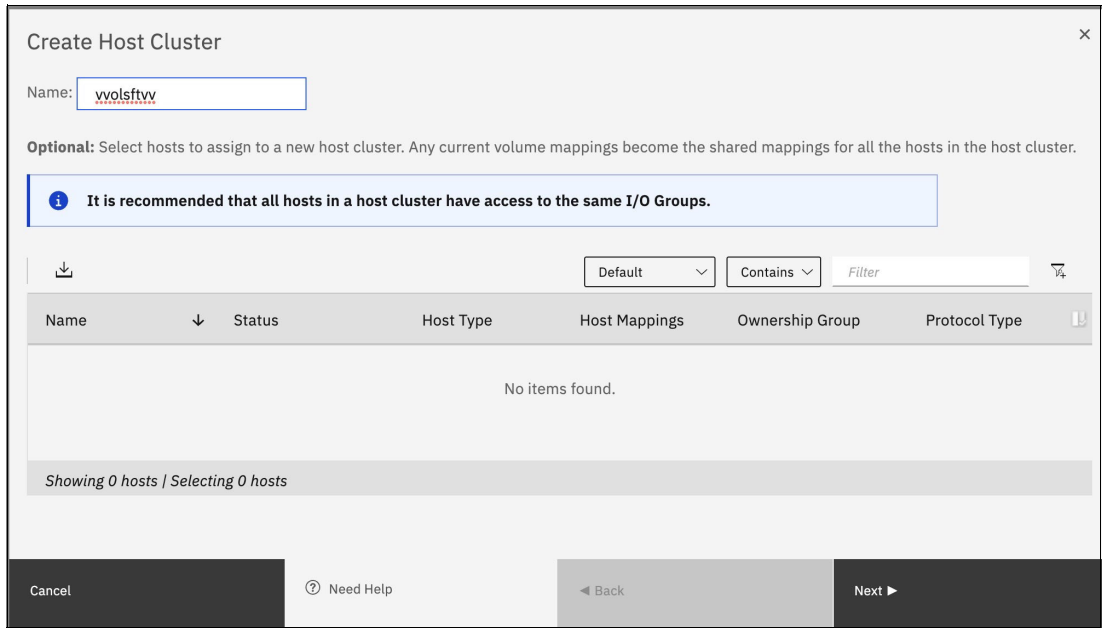 Create Host Cluster
Name: vvolsftvv
Optional: Select hosts to assign to a new host cluster. Any current volume mappings become the shared mappings for all the hosts in the host cluster.
It is recommended that all hosts in a host cluster have access to the same I/O Groups.
Default Contains Filter
Name Status Host Type Host Mappings Ownership Group Protocol Type
No items found.
Showing 0 hosts | Selecting 0 hosts
Cancel Need Help Back Next